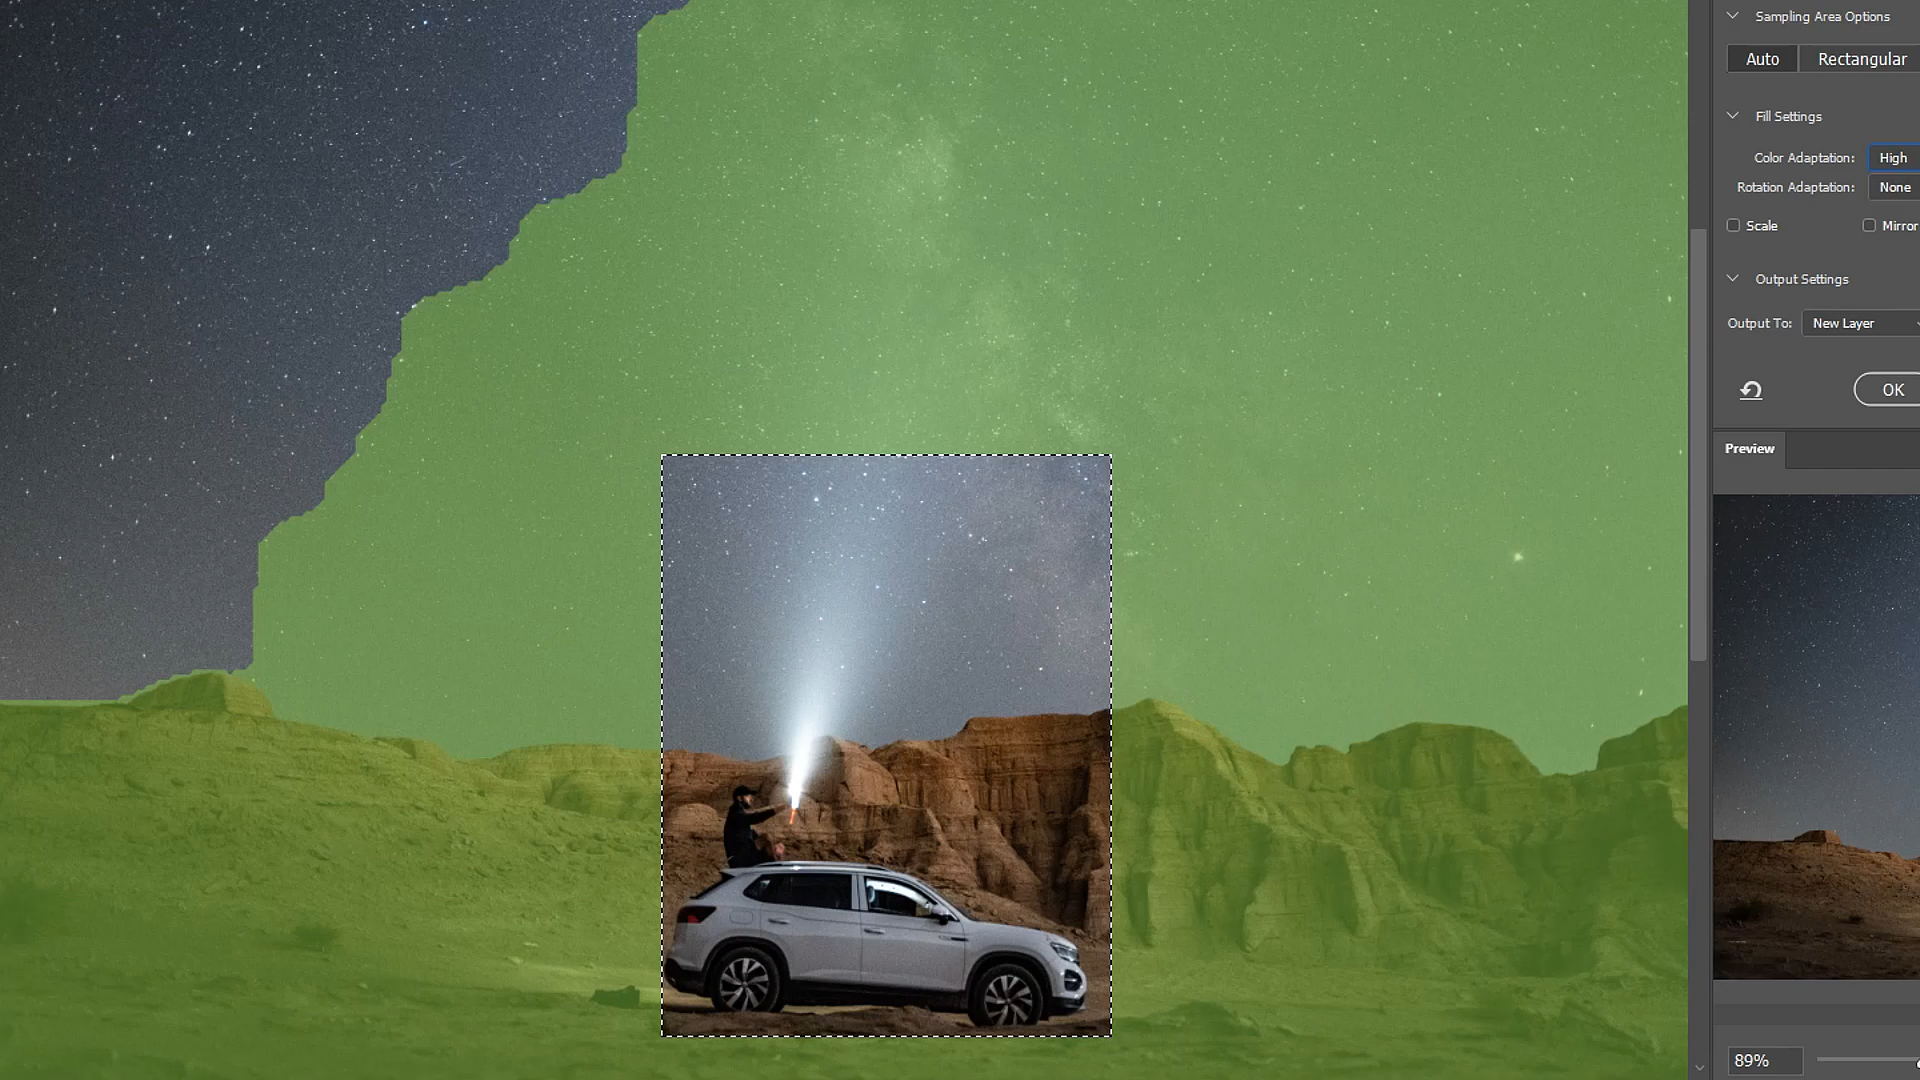 Sampling Area Options
Auto Rectangular
Fill Settings
Color Adaptation: High
Rotation Adaptation: None
Scale Mirror
Output Settings
Output To: New Layer
OK
Preview
89%